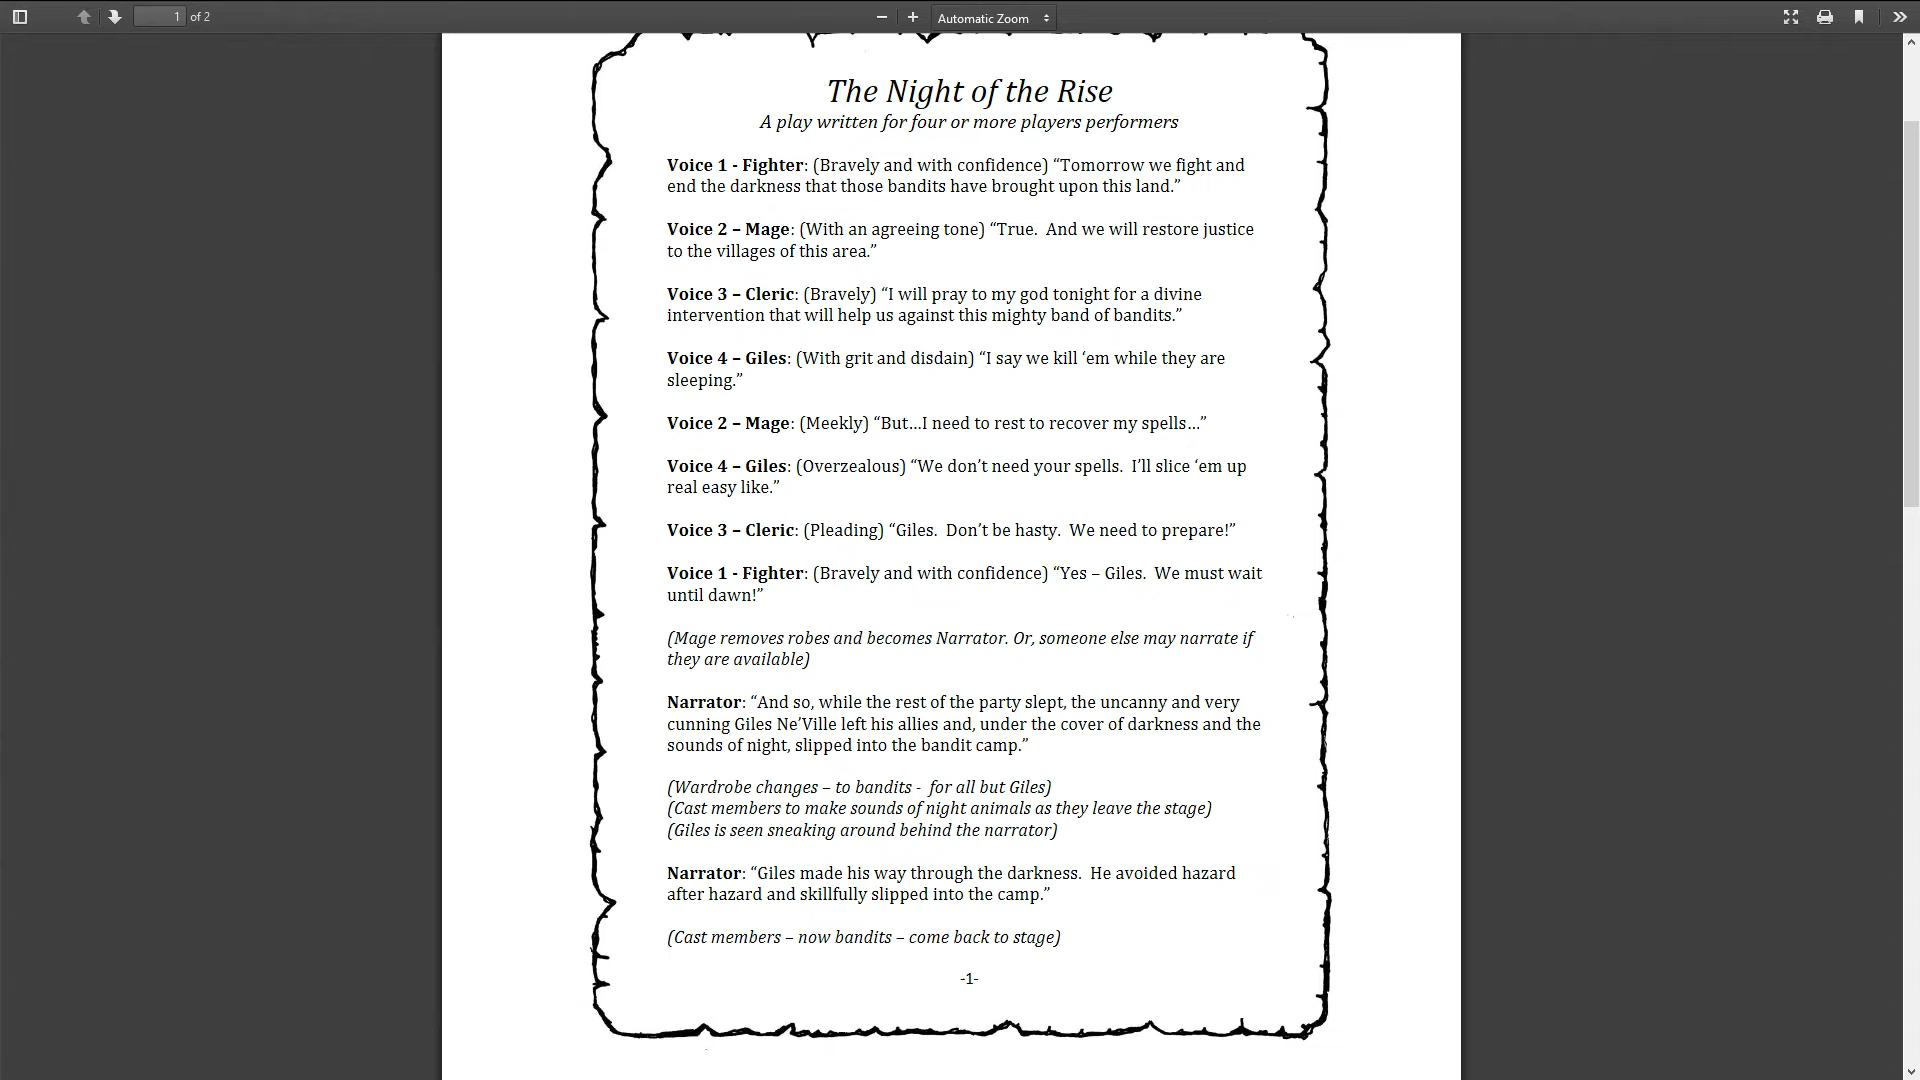 1 of 2
Automatic Zoom
The Night of the Rise
A play written for four or more players performers
Voice 1 - Fighter: (Bravely and with confidence) “Tomorrow we fight and
end the darkness that those bandits have brought upon this land.”
Voice 2 – Mage: (With an agreeing tone) “True.  And we will restore justice
to the villages of this area.”
Voice 3 – Cleric: (Bravely) “I will pray to my god tonight for a divine
intervention that will help us against this mighty band of bandits.”
Voice 4 – Giles: (With grit and disdain) “I say we kill ‘em while they are
sleeping.”
Voice 2 – Mage: (Meekly) “But…I need to rest to recover my spells…”
Voice 4 – Giles: (Overzealous) “We don’t need your spells.  I’ll slice ‘em up
real easy like.”
Voice 3 – Cleric: (Pleading) “Giles.  Don’t be hasty.  We need to prepare!”
Voice 1 - Fighter: (Bravely and with confidence) “Yes – Giles.  We must wait
until dawn!”
(Mage removes robes and becomes Narrator. Or, someone else may narrate if
they are available)
Narrator: “And so, while the rest of the party slept, the uncanny and very
cunning Giles Ne’Ville left his allies and, under the cover of darkness and the
sounds of night, slipped into the bandit camp.”
(Wardrobe changes – to bandits -  for all but Giles)
(Cast members to make sounds of night animals as they leave the stage)
(Giles is seen sneaking around behind the narrator)
Narrator: “Giles made his way through the darkness.  He avoided hazard
after hazard and skillfully slipped into the camp.”
(Cast members – now bandits – come back to stage)
-1-